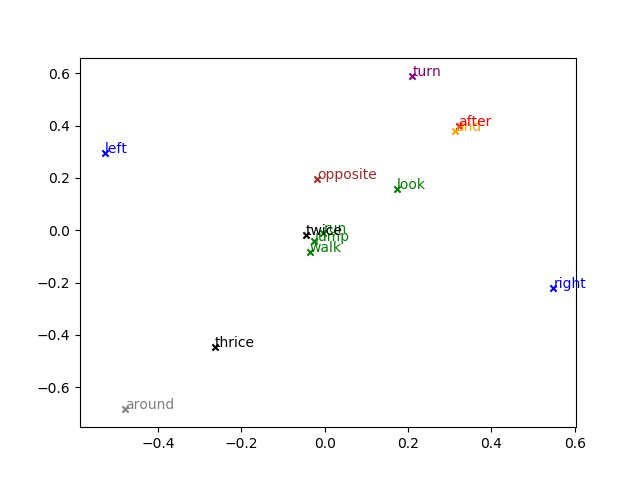 0.6
0.4
0.2
0.0
−0.2
−0.4
−0.6
turn
after
and
left
opposite
look
twice
run
jump
walk
right
thrice
around
−0.4
−0.2
0.0
0.2
0.4
0.6